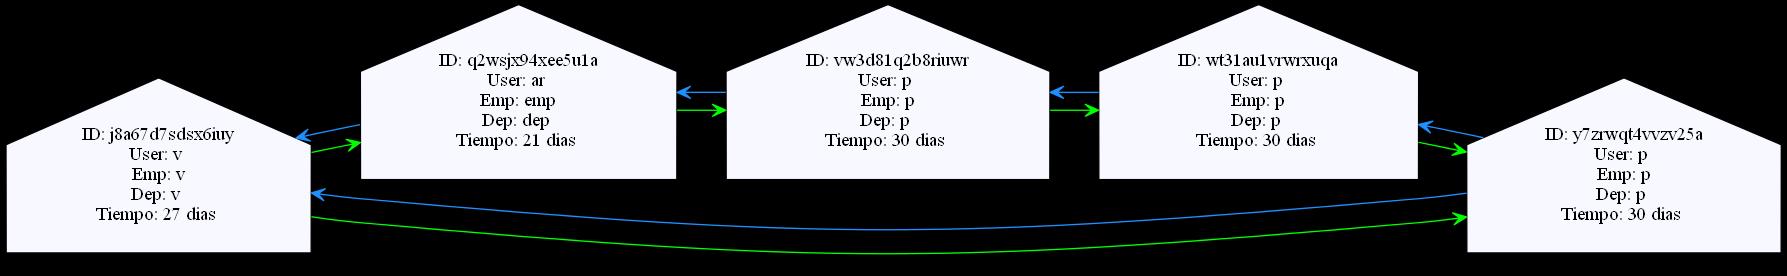 ID: j8a67d7sdsx6iuy
User: v
Emp: v
Dep: v
Tiempo: 27 dias
ID: q2wsjx94xee5u1a
User: ar
Emp: emp
Dep: dep
Tiempo: 21 dias
ID: vw3d81q2b8riuwr
User: p
Emp: p
Dep: p
Tiempo: 30 dias
ID: wt31au1vrwrxuqa
User: p
Emp: p
Dep: p
Tiempo: 30 dias
ID: y7zrwqt4vvzv25a
User: p
Emp: p
Dep: p
Tiempo: 30 dias